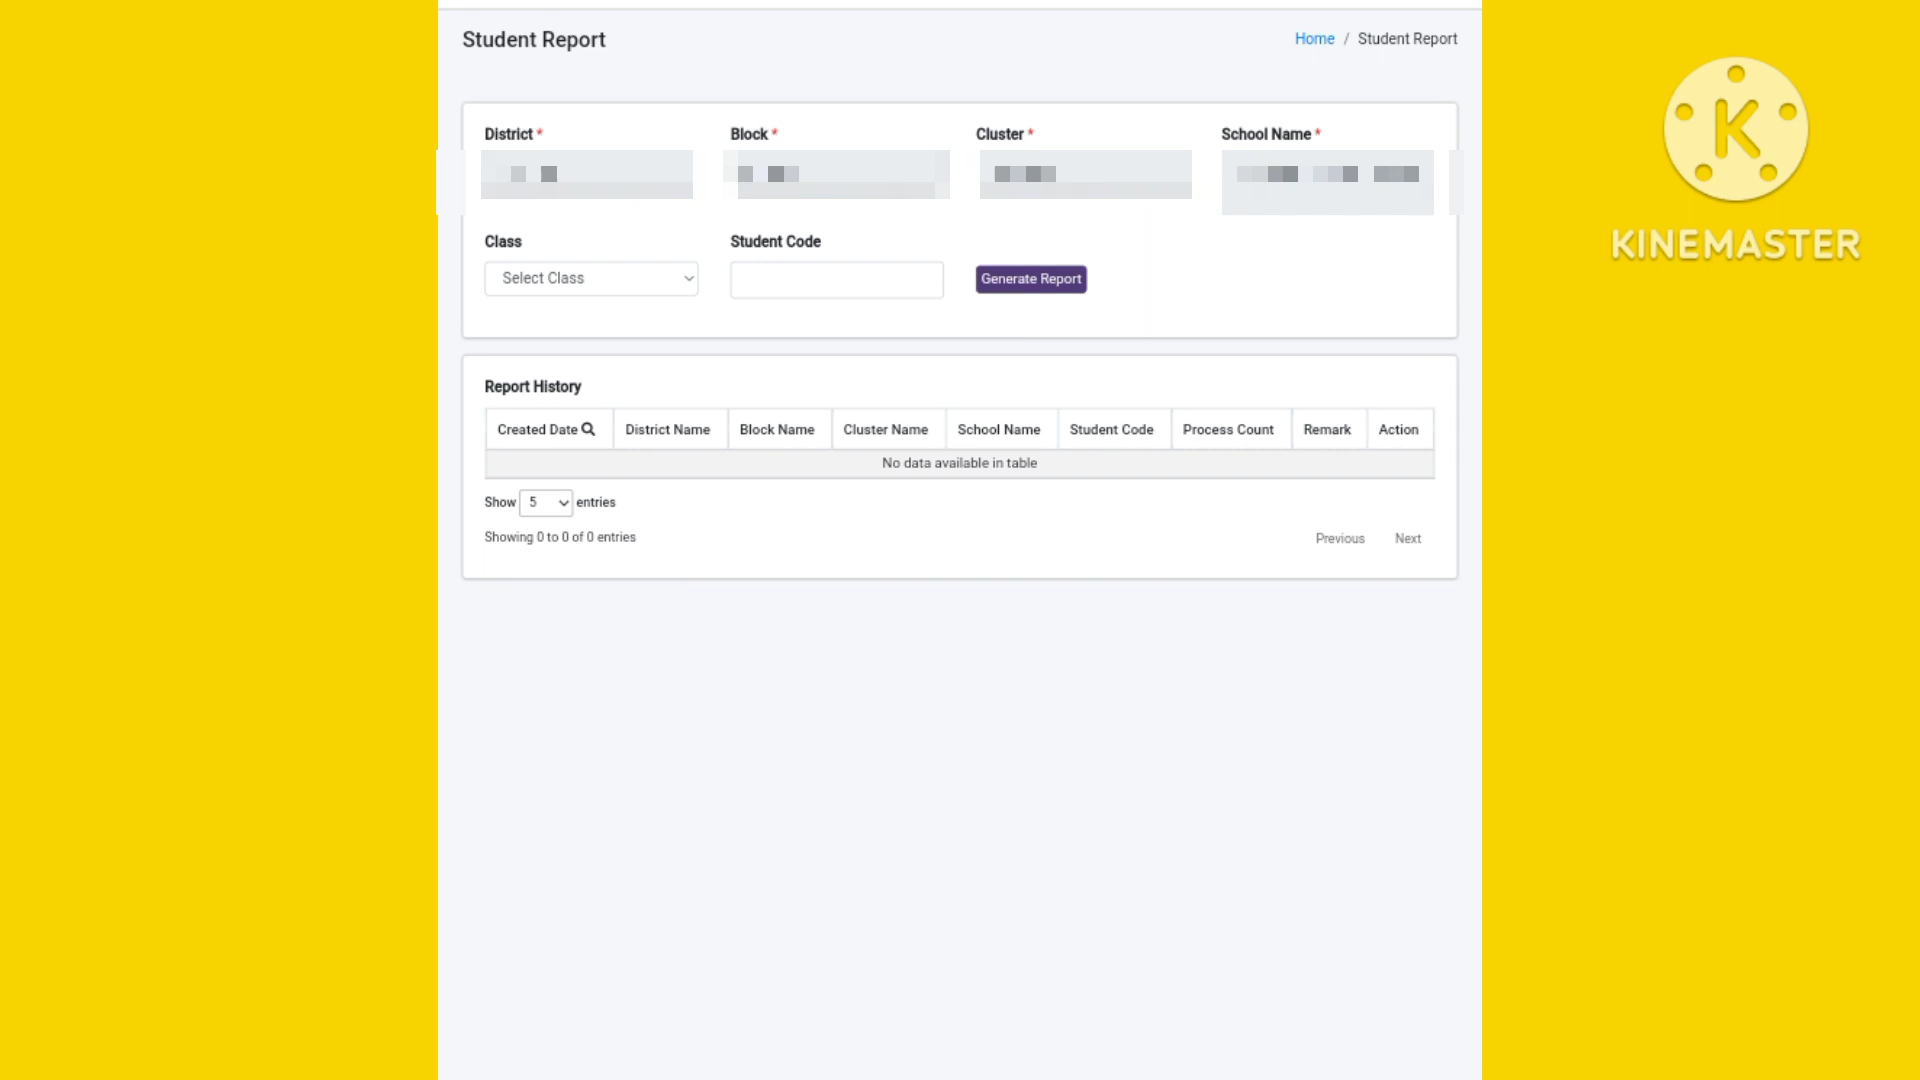 Student Report
Home / Student Report
District *
Block *
Cluster *
School Name *
Class
Student Code
Select Class
Generate Report
Report History
Created Date
District Name
Block Name
Cluster Name
School Name
Student Code
Process Count
Remark
Action
No data available in table
Show 5 entries
Showing 0 to 0 of 0 entries
Previous
Next
K
KINEMASTER